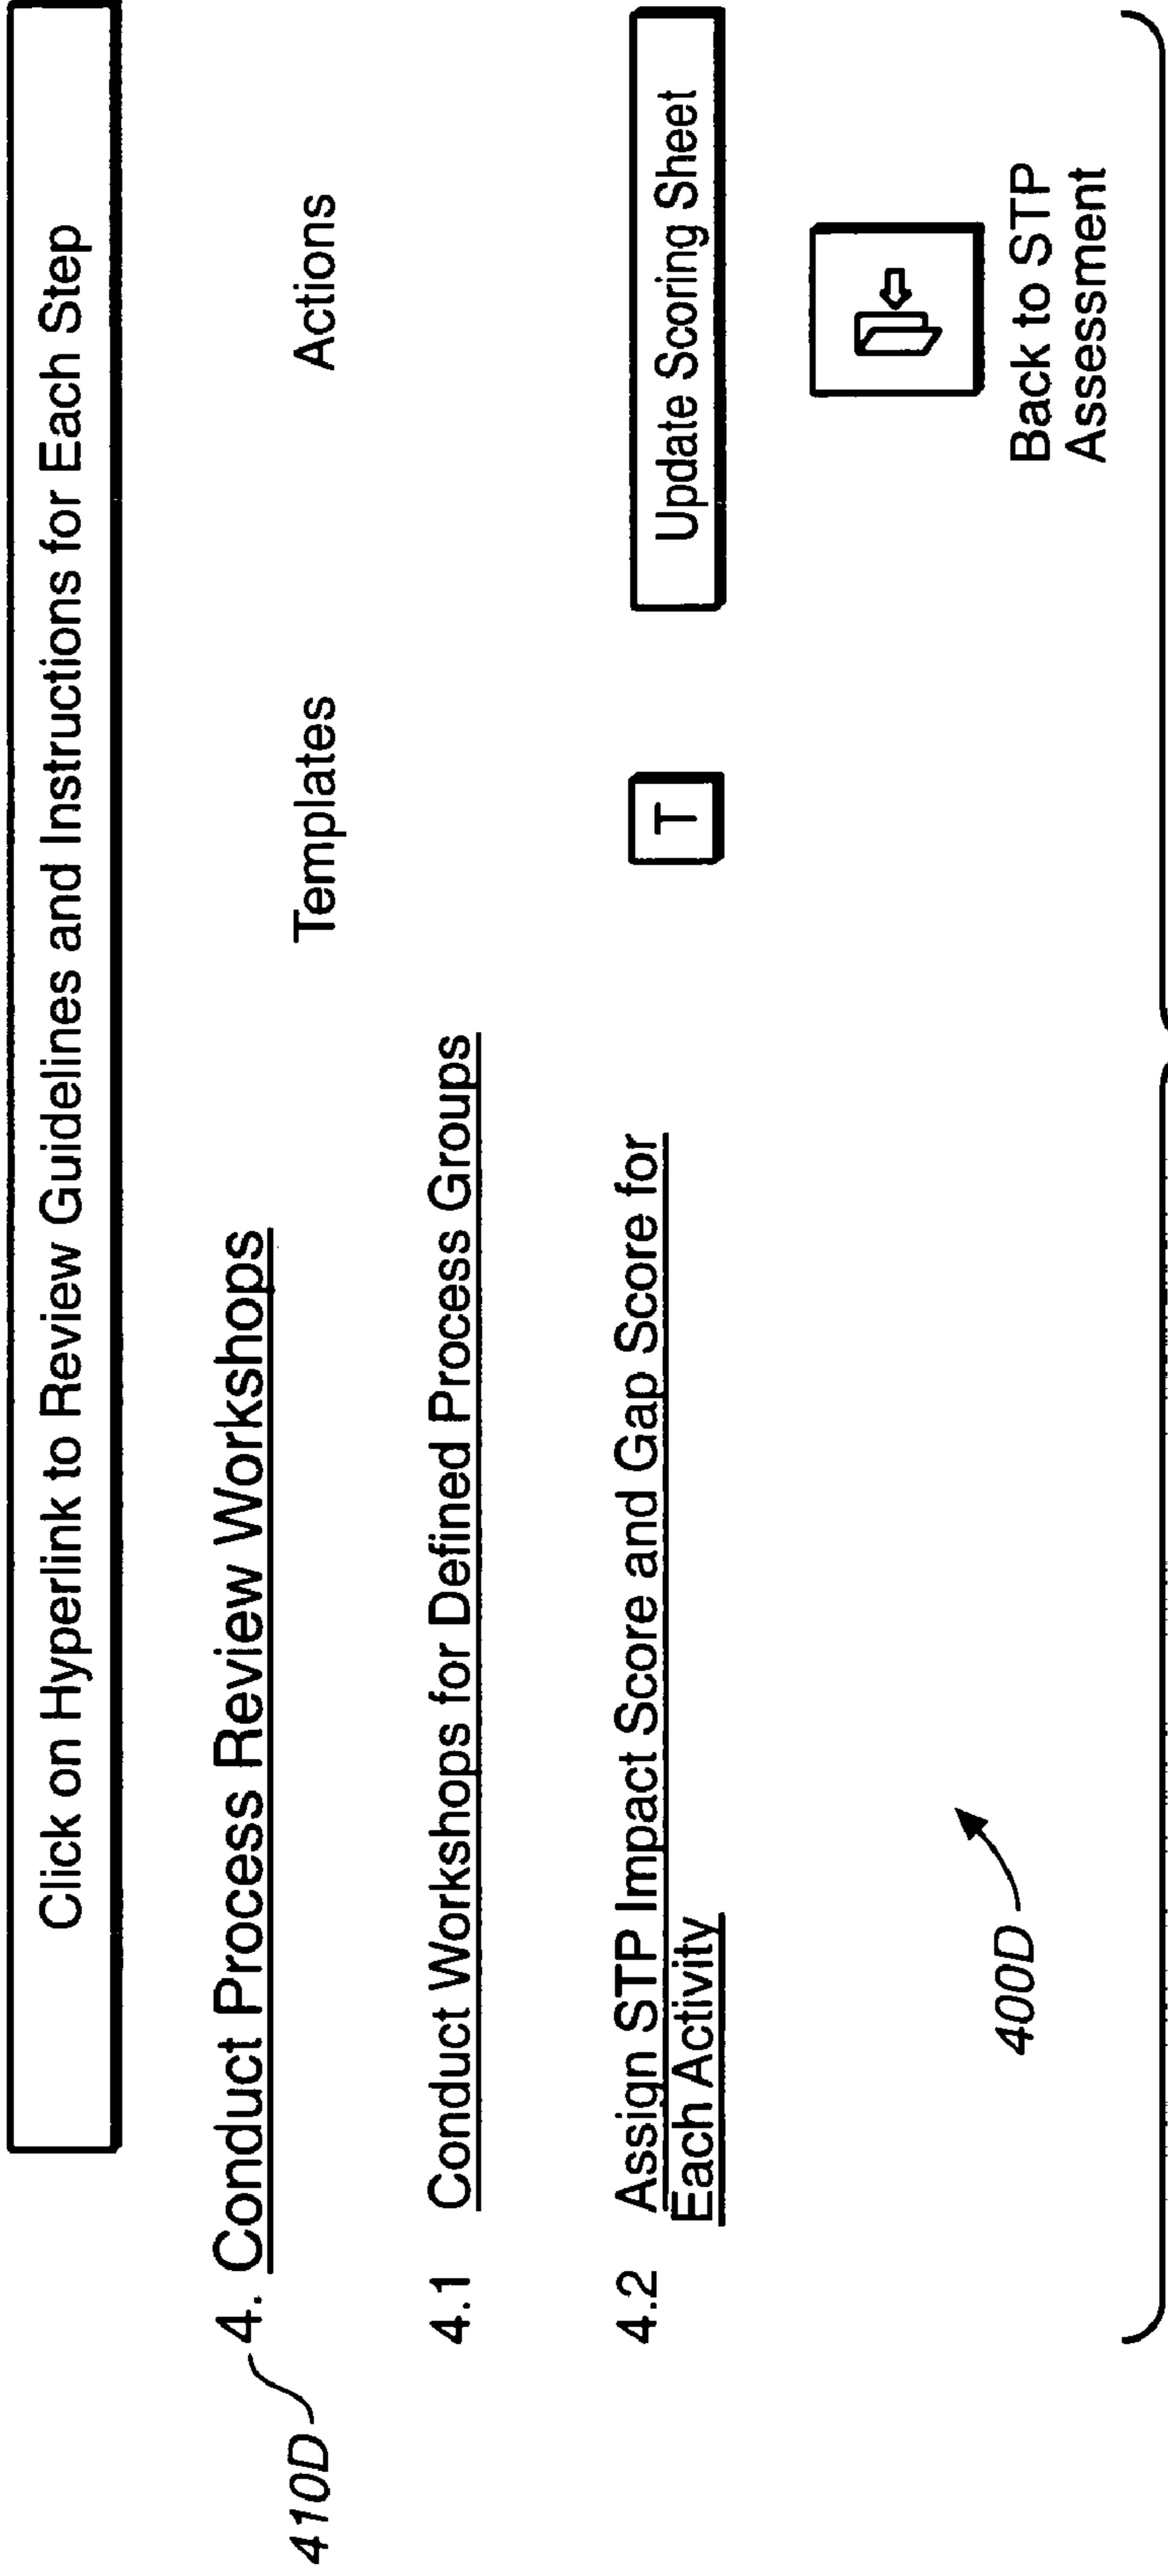 Click on Hyperlink to Review Guidelines and Instructions for Each Step
410D
4. Conduct Process Review Workshops
Templates
Actions
4.1 Conduct Workshops for Defined Process Groups
4.2 Assign STP Impact Score and Gap Score for
Each Activity
T
Update Scoring Sheet
400D
Back to STP
Assessment